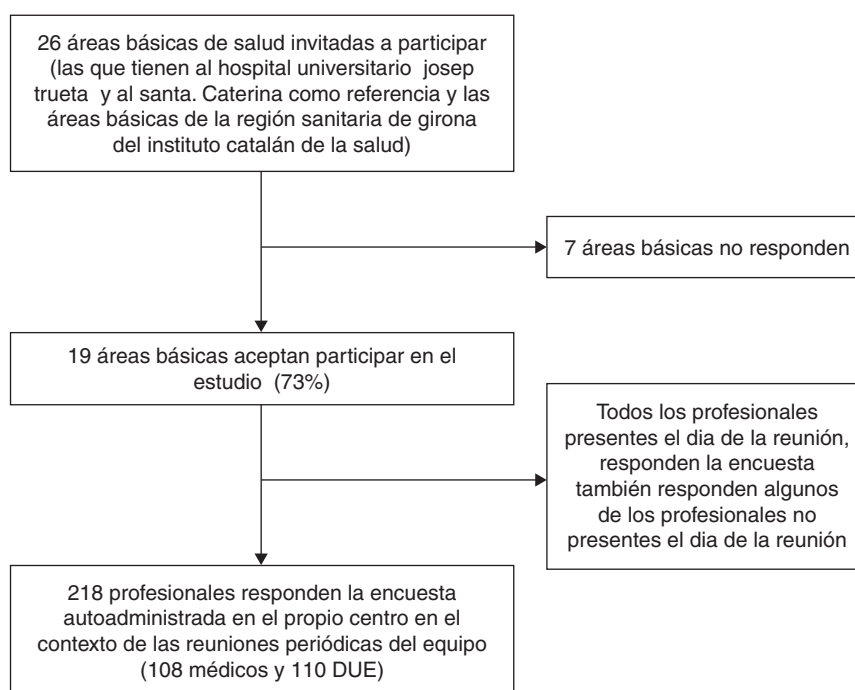 26 áreas básicas de salud invitadas a participar
(las que tienen al hospital universitario josep
trueta y al santa. Caterina como referencia y las
áreas básicas de la región sanitaria de girona
del instituto catalán de la salud)
7 áreas básicas no responden
19 áreas básicas aceptan participar en el
estudio (73%)
Todos los profesionales
presentes el dia de la reunión,
responden la encuesta
también responden algunos
de los profesionales no
presentes el dia de la reunión
218 profesionales responden la encuesta
autoadministrada en el propio centro en el
contexto de las reuniones periódicas del equipo
(108 médicos y 110 DUE)